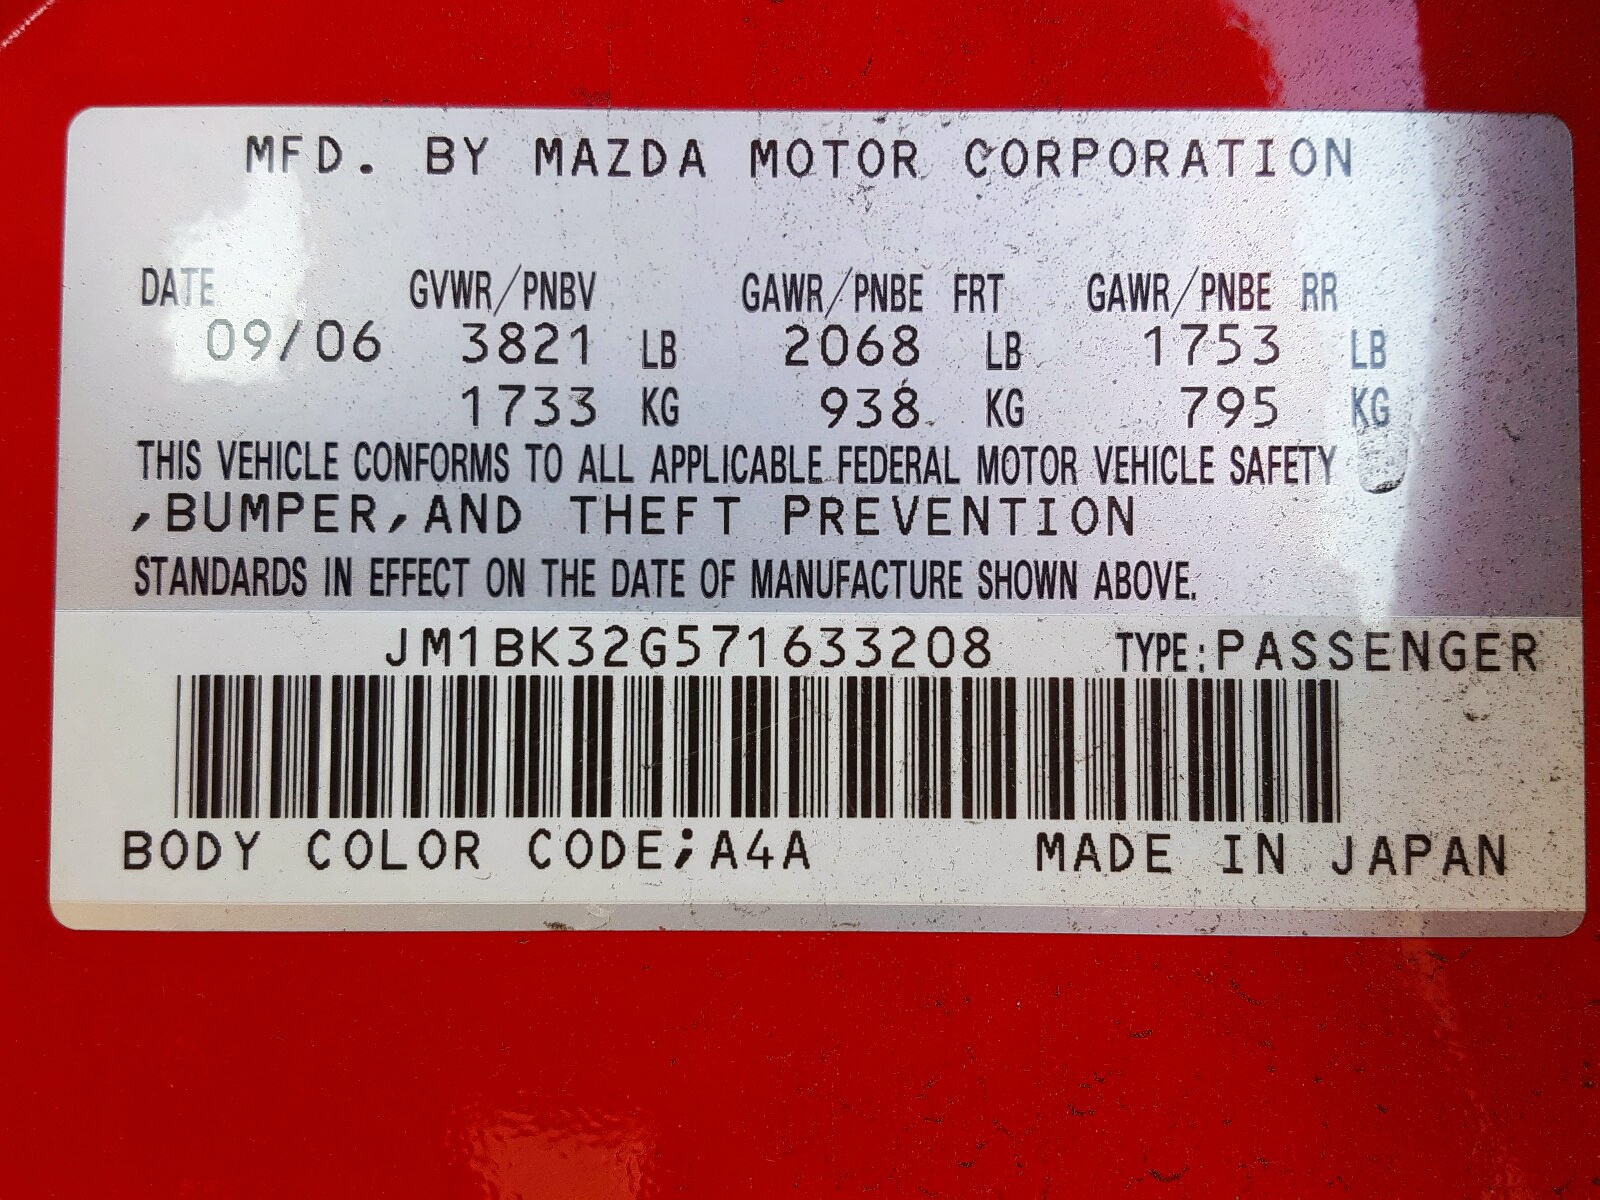 MFD. BY MAZDA MOTOR CORPORATION
DATE GVWR/PNBV GAWR/PNBE FRT GAWR/PNBE RR
09/06 3821 LB 2068 LB 1753 LB
1733 KG 938 KG 795 KG
THIS VEHICLE CONFORMS TO ALL APPLICABLE FEDERAL MOTOR VEHICLE SAFETY
,BUMPER,AND THEFT PREVENTION
STANDARDS IN EFFECT ON THE DATE OF MANUFACTURE SHOWN ABOVE.
JM1BK32G571633208 TYPE:PASSENGER
BODY COLOR CODE;A4A MADE IN JAPAN